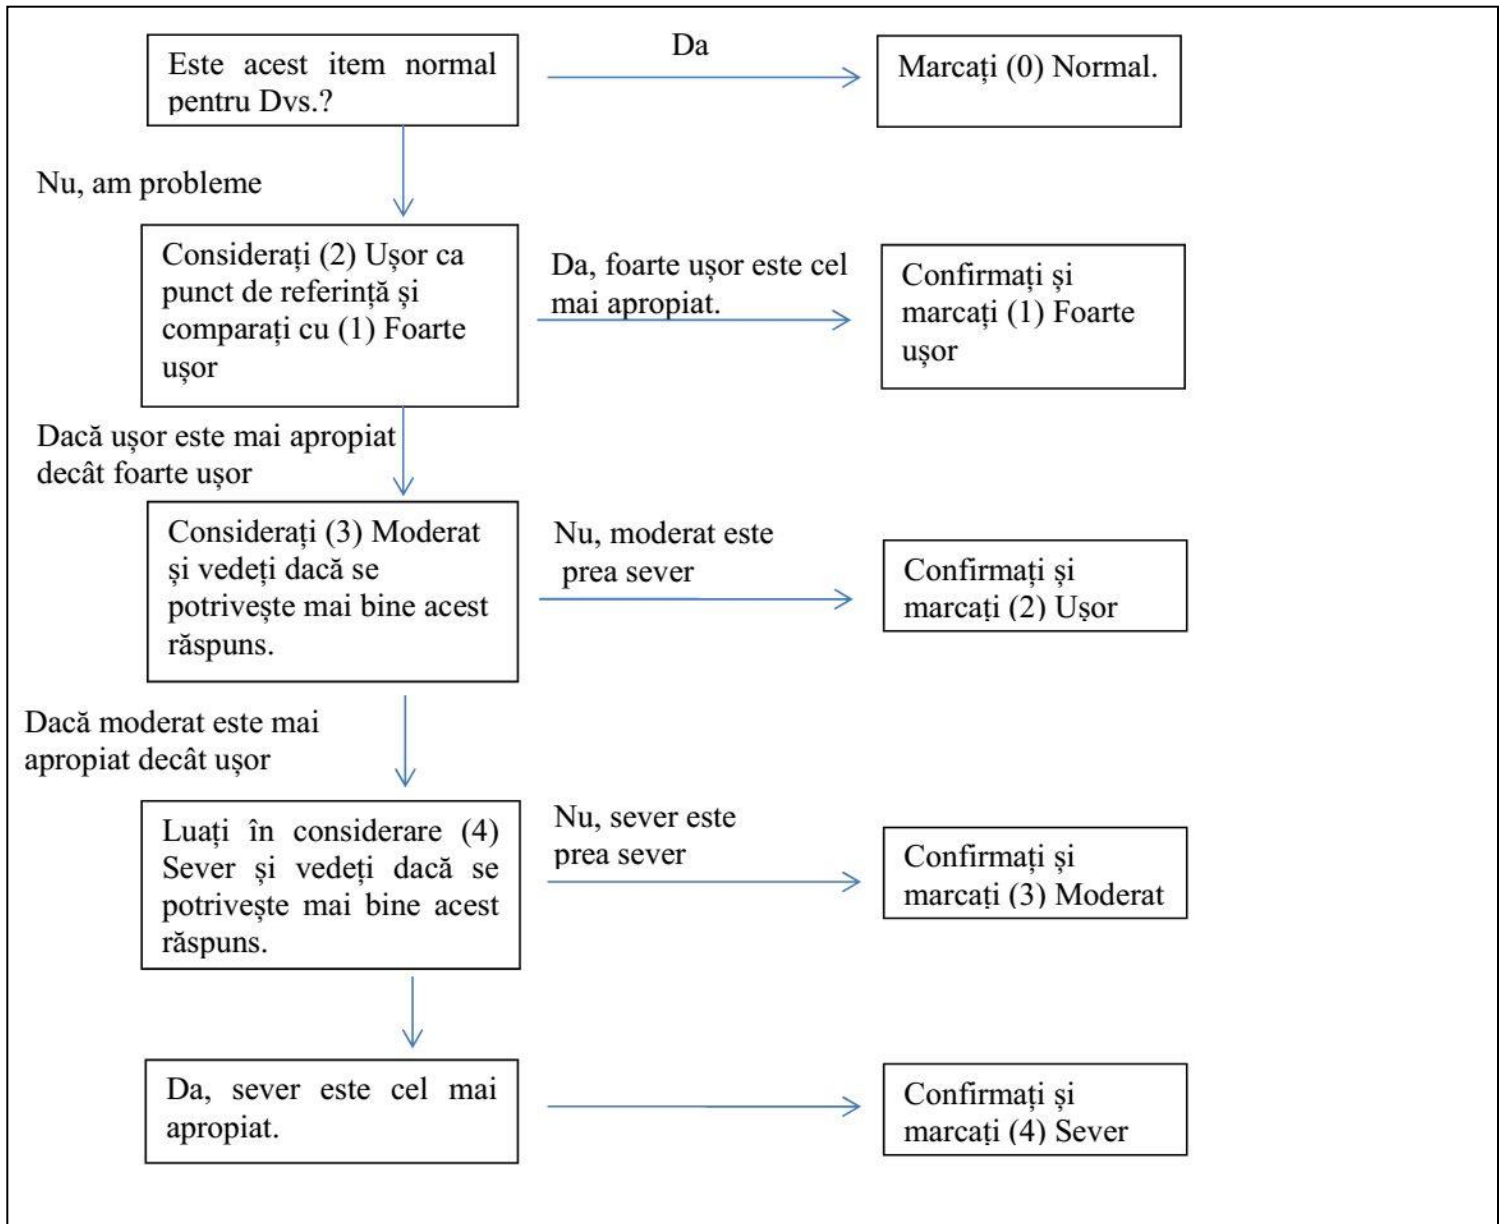 Este acest item normal
pentru Dvs.?
Da
Marcați (0) Normal.
Nu, am probleme
Considerați (2) Ușor ca
punct de referință și
comparați cu (1) Foarte
ușor
Da, foarte ușor este cel
mai apropiat.
Confirmați și
marcați (1) Foarte
ușor
Dacă ușor este mai apropiat
decât foarte ușor
Considerați (3) Moderat
și vedeți dacă se
potrivește mai bine acest
răspuns.
Nu, moderat este
prea sever
Confirmați și
marcați (2) Ușor
Dacă moderat este mai
apropiat decât ușor
Luați în considerare (4)
Sever și vedeți dacă se
potrivește mai bine acest
răspuns.
Nu, sever este
prea sever
Confirmați și
marcați (3) Moderat
Da, sever este cel mai
apropiat.
Confirmați și
marcați (4) Sever